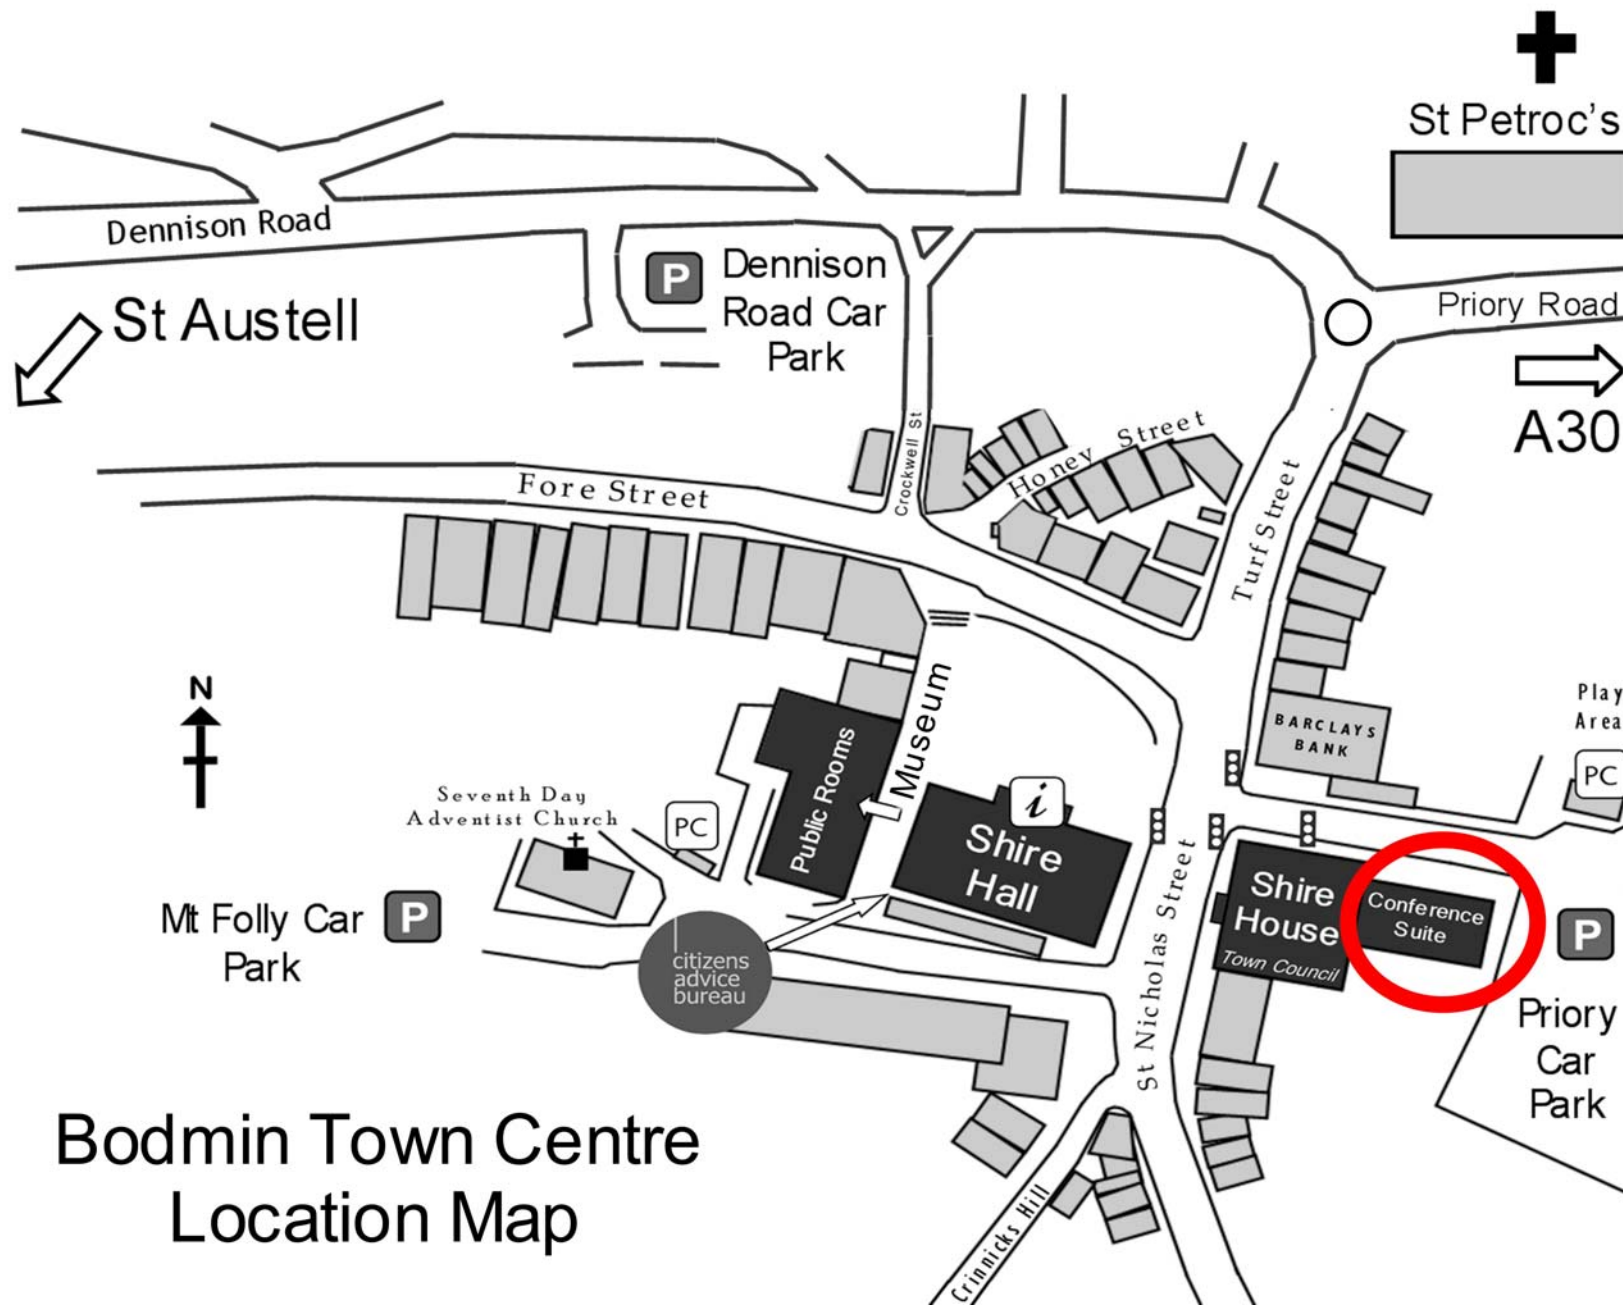 St Petroc's
Dennison Road
P
Dennison
Road Car
Park
Priory Road
St Austell
A30
Crockwell St
Honey Street
Fore Street
Turf Street
N
Museum
BARCLAYS
BANK
Play
Area
PC
Seventh Day
Adventist Church
PC
Public Rooms
i
Shire
Hall
St Nicholas Street
Shire
House
Town Council
Conference
Suite
Mt Folly Car
Park
P
citizens
advice
bureau
P
Priory
Car
Park
Bodmin Town Centre
Location Map
Crinnicks Hill